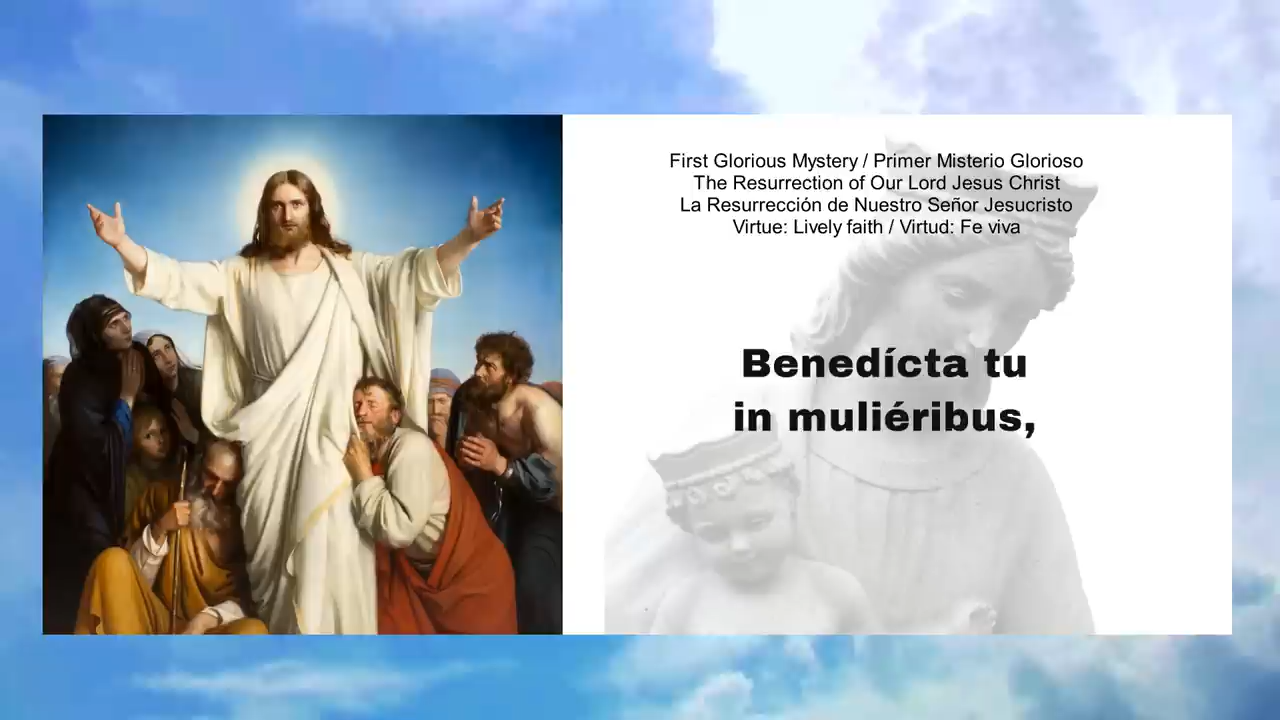 First Glorious Mystery / Primer Misterio Glorioso
The Resurrection of Our Lord Jesus Christ
La Resurrección de Nuestro Señor Jesucristo
Virtue: Lively faith / Virtud: Fe viva
Benedícta tu
in muliéribus,